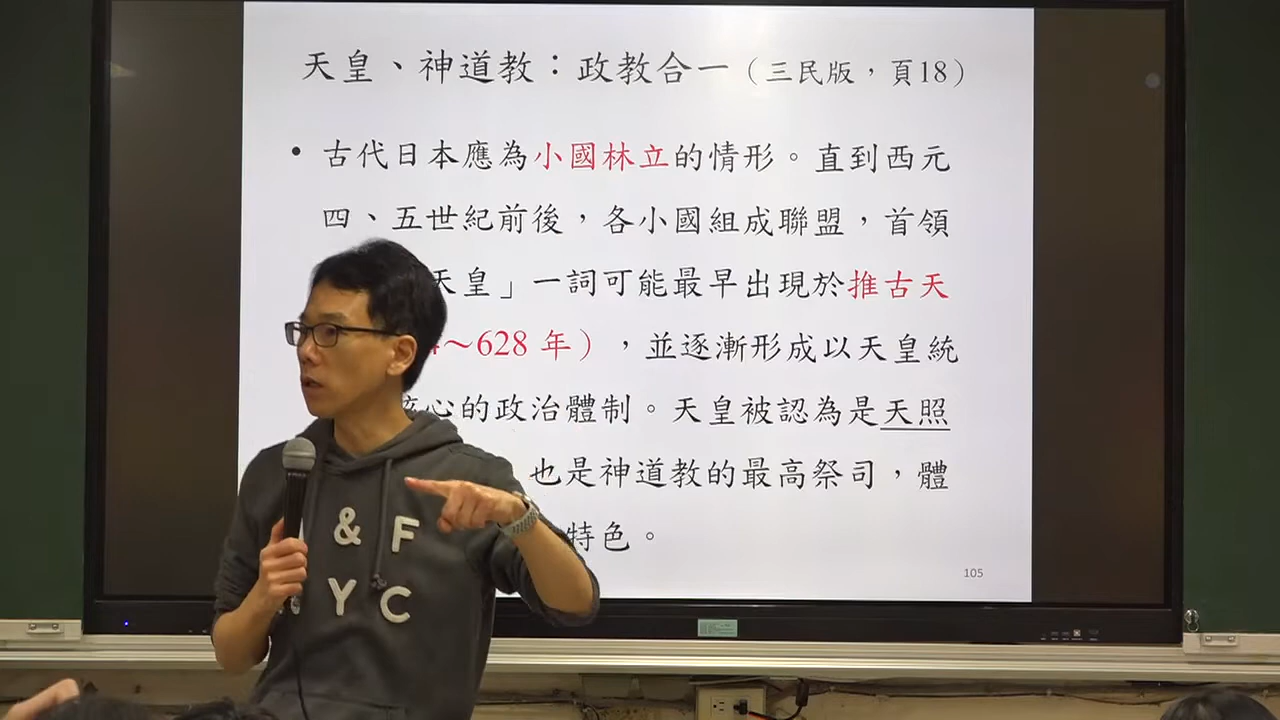 天皇、神道教：政教合一（三民版，頁18）
• 古代日本應為小國林立的情形。直到西元
四、五世紀前後，各小國組成聯盟，首領
天皇」一詞可能最早出現於推古天
～628 年），並逐漸形成以天皇統
心的政治體制。天皇被認為是天照
也是神道教的最高祭司，體
特色。
105
& F
YC